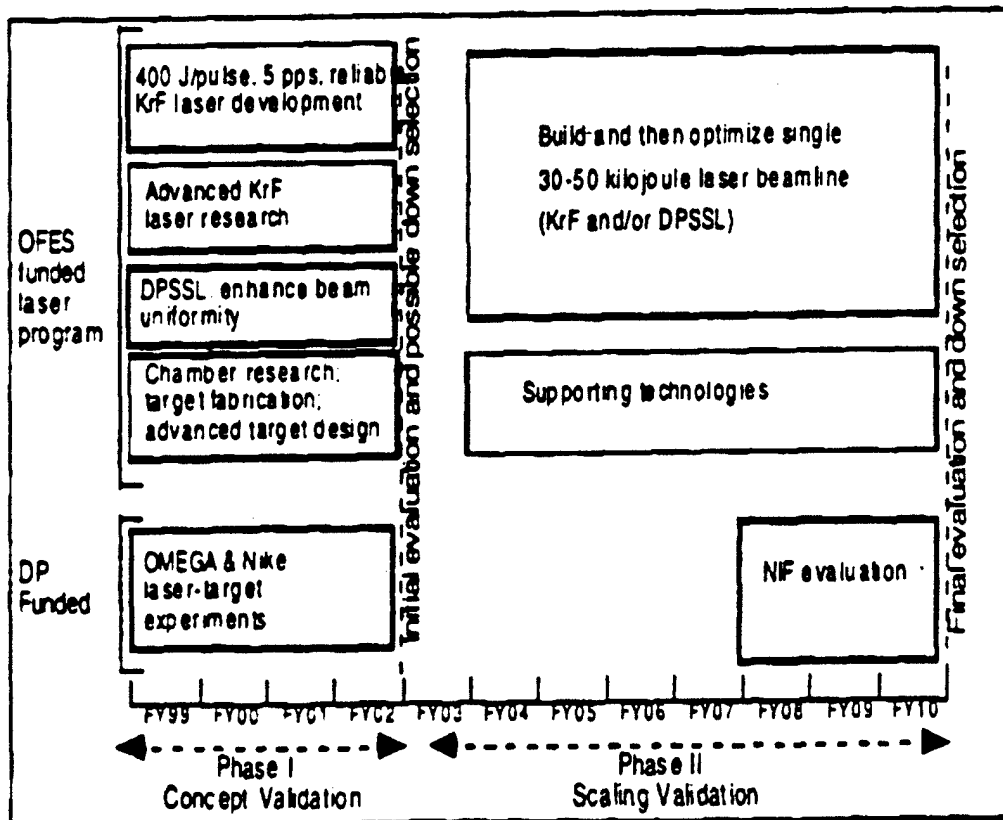 OFES
funded
laser
program
400 J/pulse, 5 pps, reliab
KrF laser development
Advanced KrF
laser research
DPSSL, enhance beam
uniformity
Chamber research;
target fabrication;
advanced target design
Initial evaluation and possible down selection
Build and then optimize single
30-50 kilojoule laser beamline
(KrF and/or DPSSL)
Supporting technologies
Final evaluation and down selection
DP
Funded
OMEGA & Nike
laser-target
experiments
NIF evaluation
FY99 FY00 FY01 FY02 FY03 FY04 FY05 FY06 FY07 FY08 FY09 FY10
Phase I
Concept Validation
Phase II
Scaling Validation